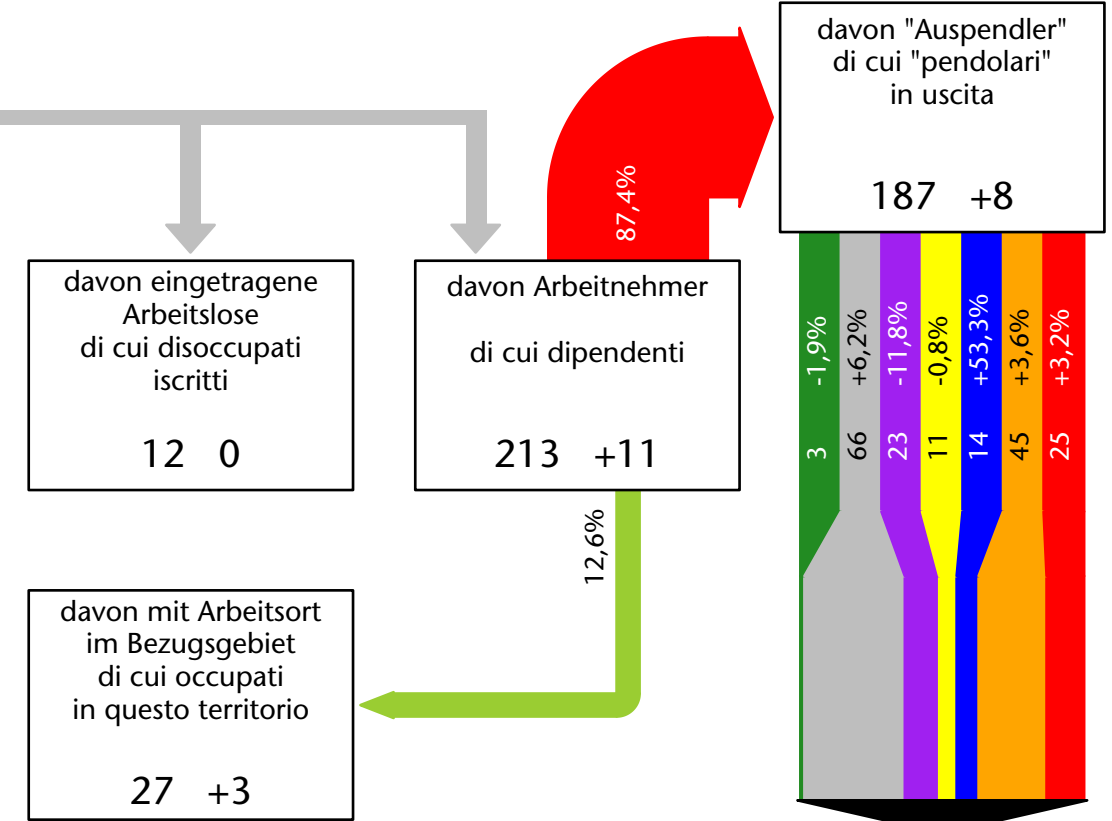 davon "Auspendler"
di cui "pendolari"
in uscita
187 +8
87,4%
davon eingetragene
Arbeitslose
di cui disoccupati
iscritti
12 0
davon Arbeitnehmer
di cui dipendenti
213 +11
-1,9%
+6,2%
-11,8%
-0,8%
+53,3%
+3,6%
+3,2%
3
66
23
11
14
45
25
12,6%
davon mit Arbeitsort
im Bezugsgebiet
di cui occupati
in questo territorio
27 +3